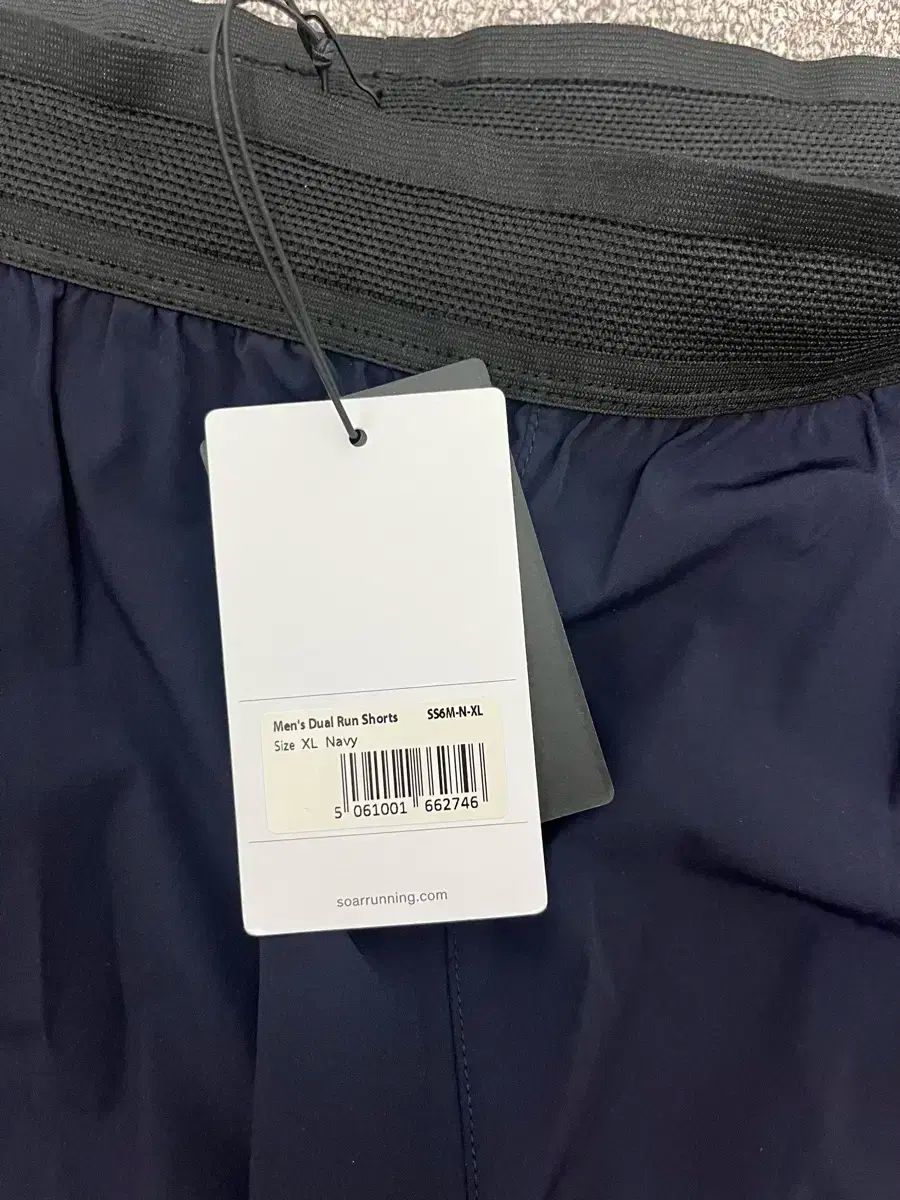 Men's Dual Run Shorts SS6M-N-XL
Size XL Navy
5 061001 662746
soarrunning.com